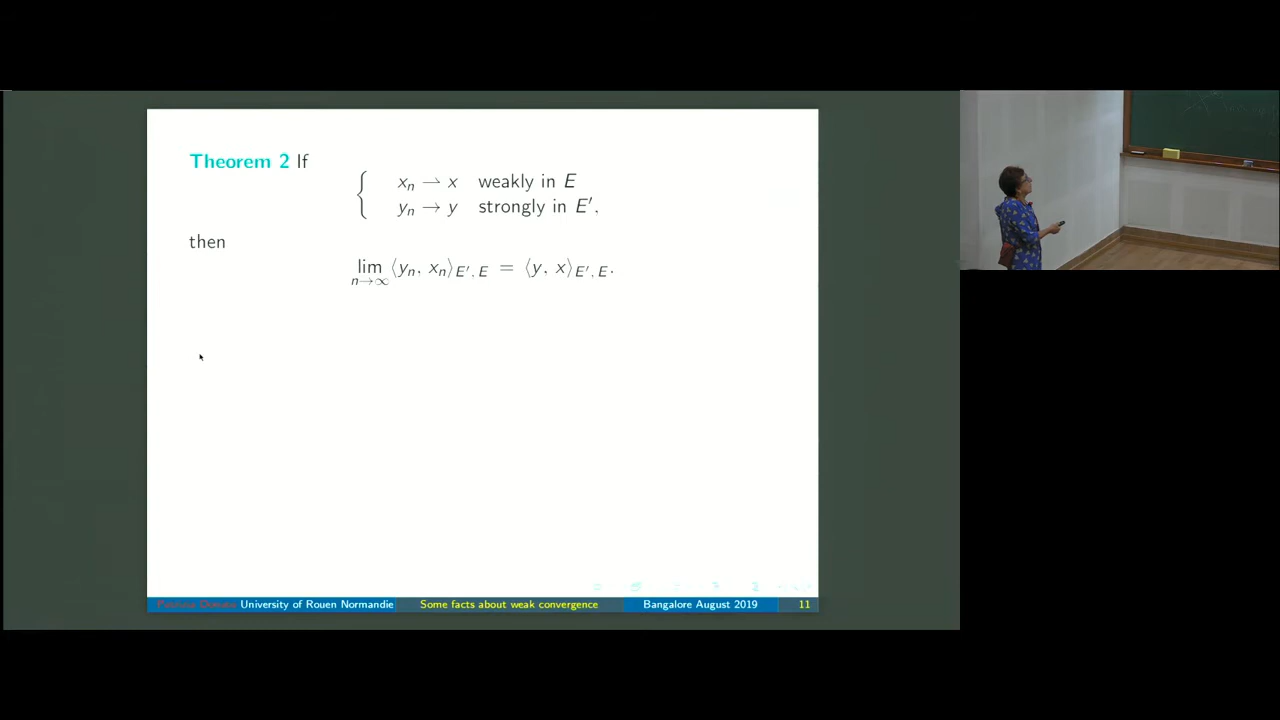 Theorem 2 If
xₙ ⇀ x weakly in E
yₙ → y strongly in E′,
then
lim n→∞ ⟨yₙ, xₙ⟩E′,E = ⟨y, x⟩E′,E.
University of Rouen Normandie Some facts about weak convergence Bangalore August 2019 11